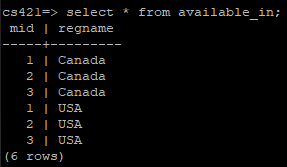 cs421=> select * from available_in;
 mid | regname
-----+---------
   1 | Canada
   2 | Canada
   3 | Canada
   1 | USA
   2 | USA
   3 | USA
(6 rows)